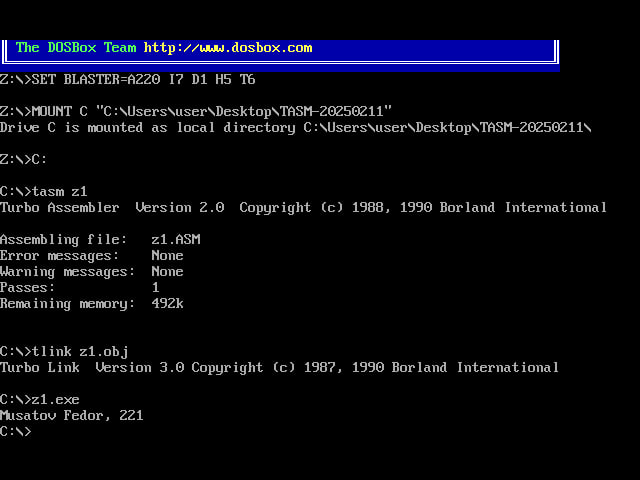 The DOSBox Team http://www.dosbox.com
Z:\>SET BLASTER=A220 I7 D1 H5 T6
Z:\>MOUNT C "C:\Users\user\Desktop\TASM-20250211"
Drive C is mounted as local directory C:\Users\user\Desktop\TASM-20250211\
Z:\>C:
C:\>tasm z1
Turbo Assembler  Version 2.0  Copyright (c) 1988, 1990 Borland International
Assembling file:   z1.ASM
Error messages:    None
Warning messages:  None
Passes:            1
Remaining memory:  492k
C:\>tlink z1.obj
Turbo Link  Version 3.0 Copyright (c) 1987, 1990 Borland International
C:\>z1.exe
Musatov Fedor, 221
C:\>